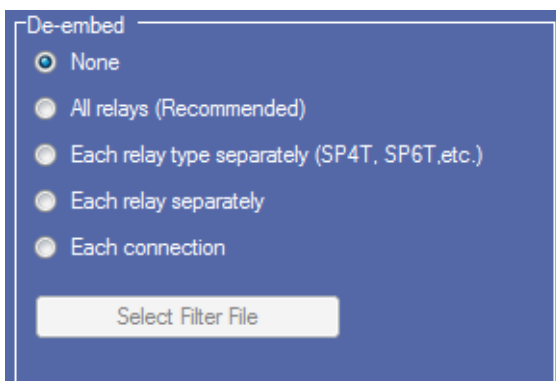 De-embed
None
All relays (Recommended)
Each relay type separately (SP4T, SP6T,etc.)
Each relay separately
Each connection
Select Filter File